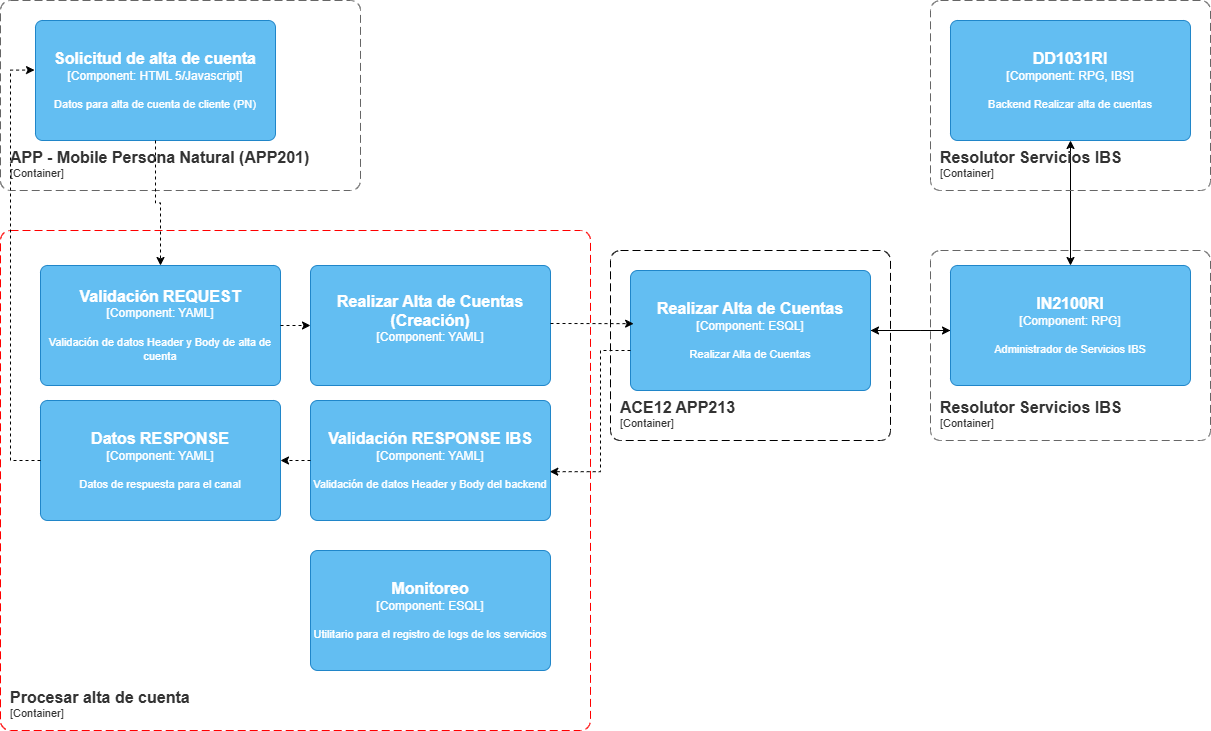 Solicitud de alta de cuenta
[Component: HTML 5/Javascript]
Datos para alta de cuenta de cliente (PN)
APP - Mobile Persona Natural (APP201)
[Container]
DD1031RI
[Component: RPG, IBS]
Backend Realizar alta de cuentas
Resolutor Servicios IBS
[Container]
Validación REQUEST
[Component: YAML]
Validación de datos Header y Body de alta de
cuenta
Realizar Alta de Cuentas
(Creación)
[Component: YAML]
Realizar Alta de Cuentas
[Component: ESQL]
Realizar Alta de Cuentas
ACE12 APP213
[Container]
IN2100RI
[Component: RPG]
Administrador de Servicios IBS
Resolutor Servicios IBS
[Container]
Datos RESPONSE
[Component: YAML]
Datos de respuesta para el canal
Validación RESPONSE IBS
[Component: YAML]
Validación de datos Header y Body del backend
Monitoreo
[Component: ESQL]
Utilitario para el registro de logs de los servicios
Procesar alta de cuenta
[Container]